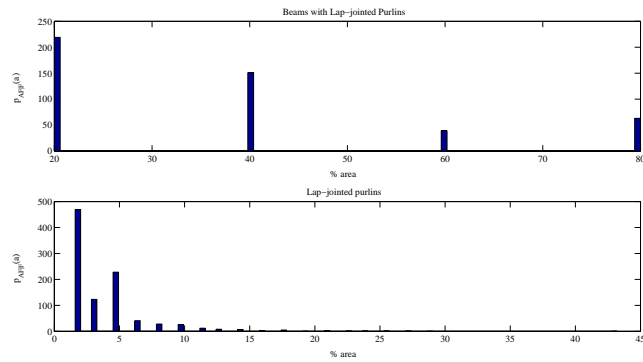 Beams with Lap-jointed Purlins
250
200
150
100
50
0
p_AF|F(a)
20 30 40 50 60 70 80
% area
Lap-jointed purlins
500
400
300
200
100
0
p_AF|F(a)
0 5 10 15 20 25 30 35 40 45
% area